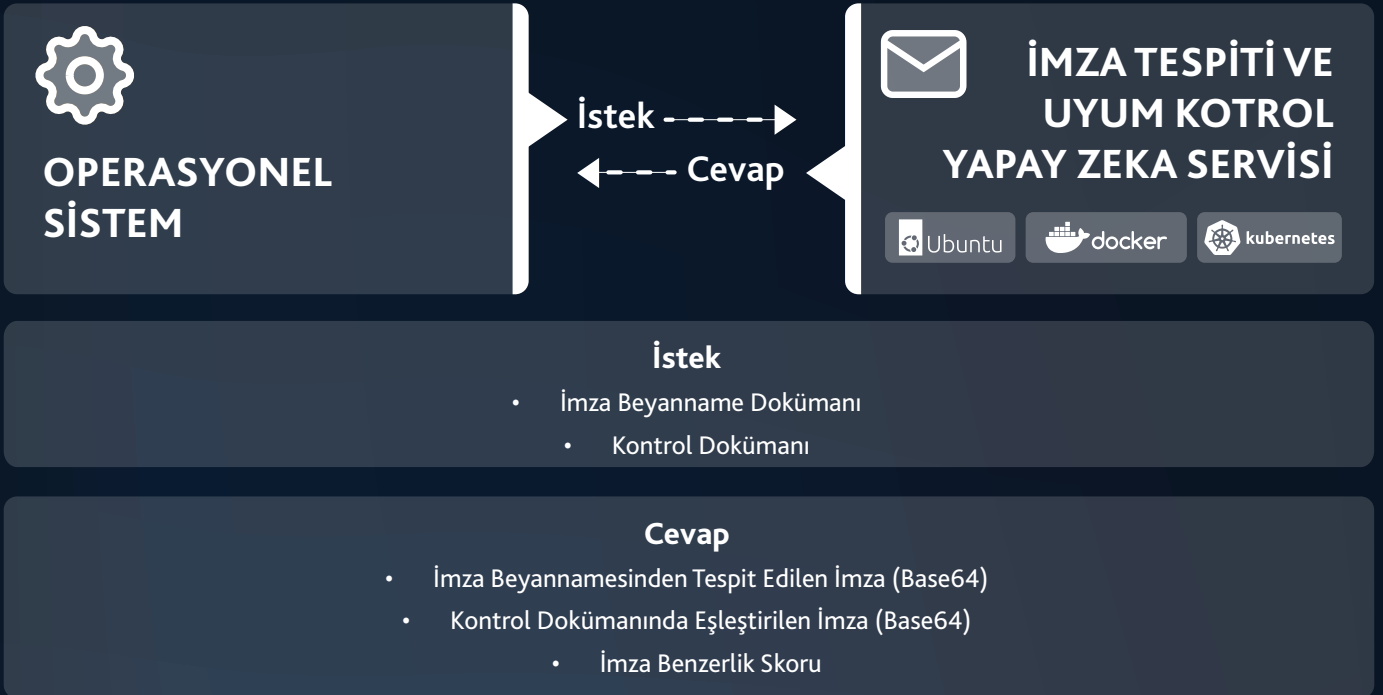 OPERASYONEL
SİSTEM
İstek
Cevap
İMZA TESPİTİ VE
UYUM KOTROL
YAPAY ZEKA SERVİSİ
Ubuntu
docker
kubernetes
İstek
• İmza Beyanname Dokümanı
• Kontrol Dokümanı
Cevap
• İmza Beyannamesinden Tespit Edilen İmza (Base64)
• Kontrol Dokümanında Eşleştirilen İmza (Base64)
• İmza Benzerlik Skoru